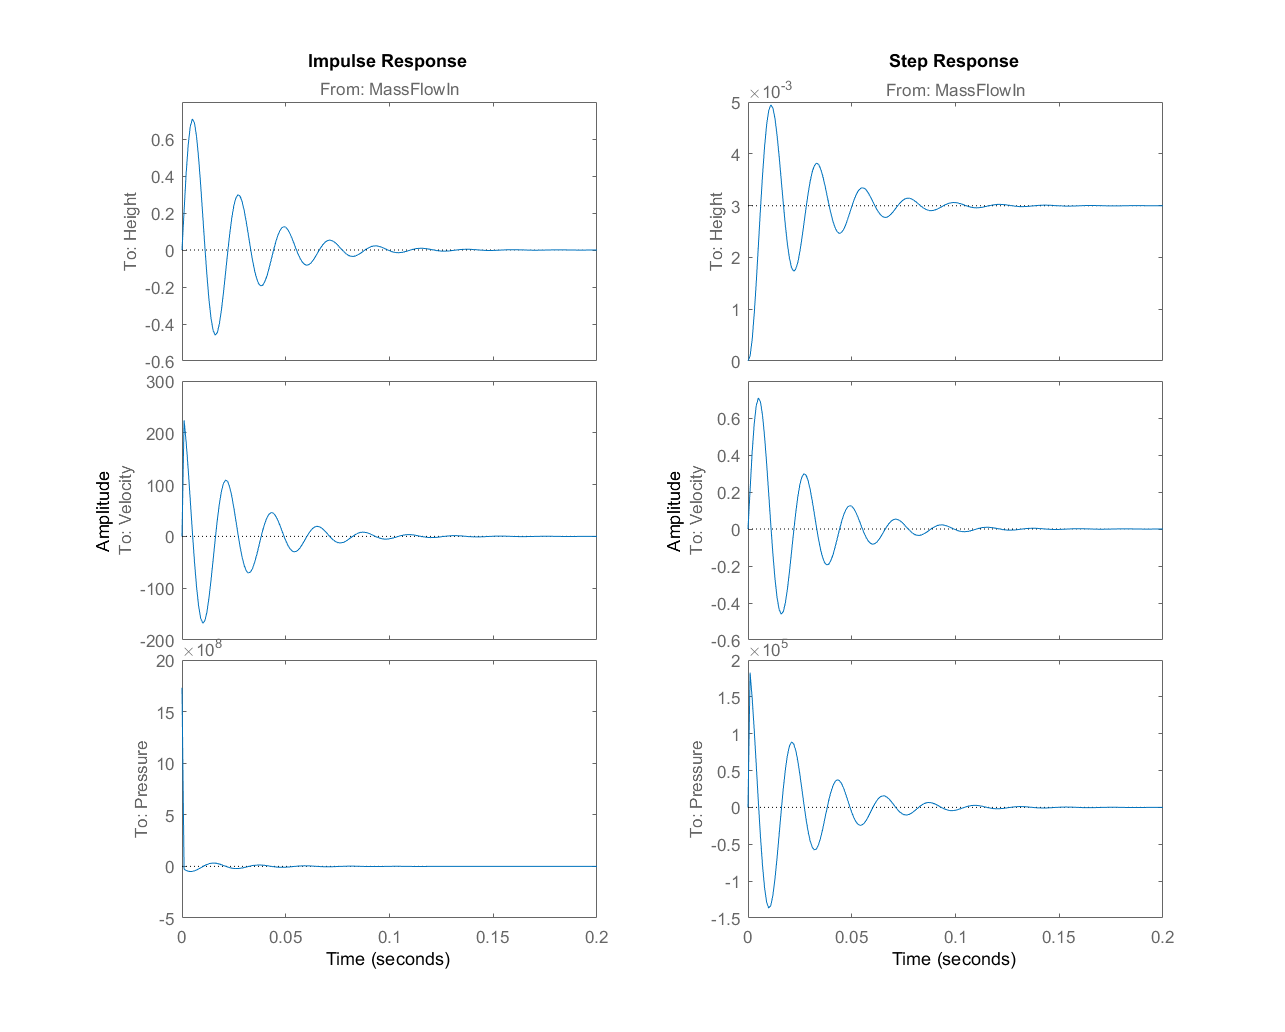 Impulse Response
From: MassFlowIn
0.6
0.4
0.2
0
-0.2
-0.4
-0.6
To: Height
300
200
100
0
-100
-200
Amplitude
To: Velocity
×10^8
20
15
10
5
0
-5
To: Pressure
0 0.05 0.1 0.15 0.2
Time (seconds)
Step Response
From: MassFlowIn
×10^-3
5
4
3
2
1
0
To: Height
0.6
0.4
0.2
0
-0.2
-0.4
-0.6
Amplitude
To: Velocity
×10^5
2
1.5
1
0.5
0
-0.5
-1
-1.5
To: Pressure
0 0.05 0.1 0.15 0.2
Time (seconds)